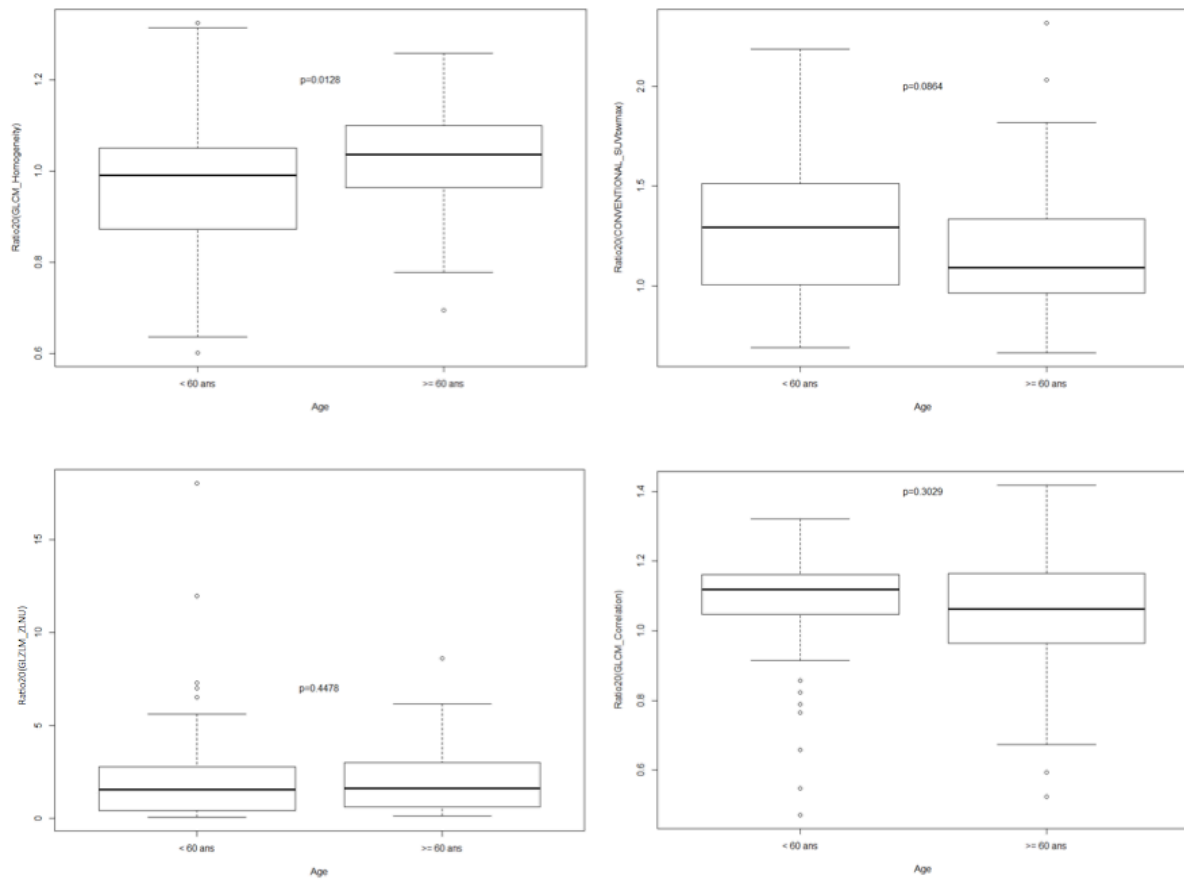 Ratio20(GLCM_Homogeneity)
0.6
0.8
1.0
1.2
p=0.0128
< 60 ans
>= 60 ans
Age
Ratio20(CONVENTIONAL_SUVbwmax)
1.0
1.5
2.0
p=0.0864
< 60 ans
>= 60 ans
Age
Ratio20(GLZLM_ZLNU)
0
5
10
15
p=0.4478
< 60 ans
>= 60 ans
Age
Ratio20(GLCM_Correlation)
0.6
0.8
1.0
1.2
1.4
p=0.3029
< 60 ans
>= 60 ans
Age